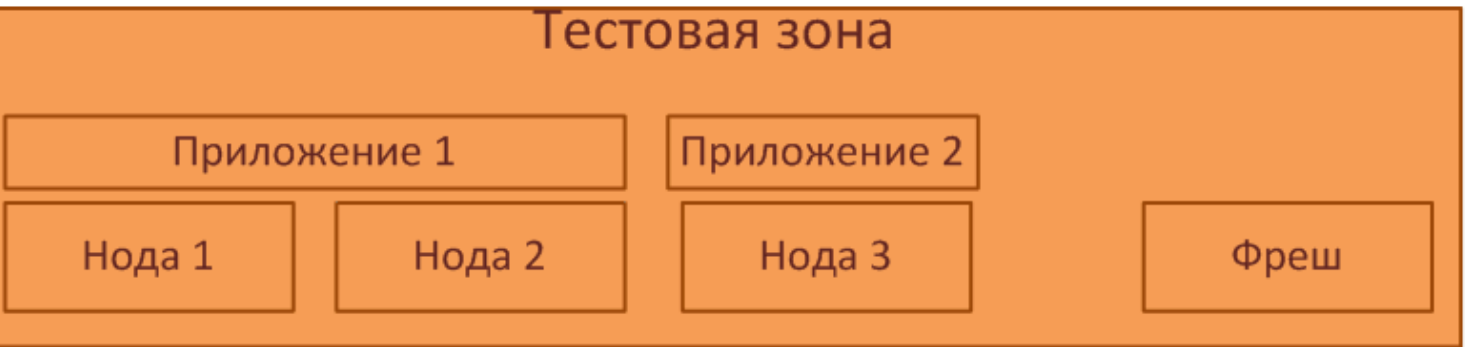 Тестовая зона
Приложение 1
Приложение 2
Нода 1
Нода 2
Нода 3
Фреш